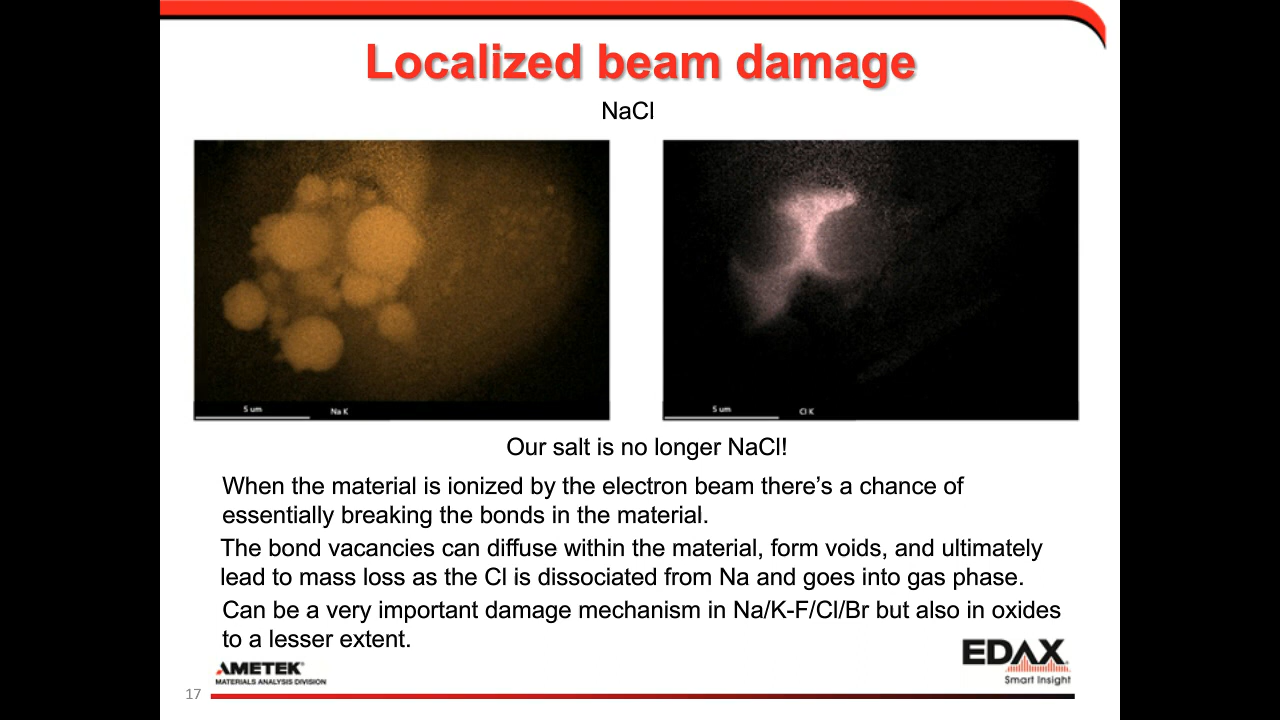 Localized beam damage
NaCl
5 um Na K
5 um Cl K
Our salt is no longer NaCl!
When the material is ionized by the electron beam there’s a chance of
essentially breaking the bonds in the material.
The bond vacancies can diffuse within the material, form voids, and ultimately
lead to mass loss as the Cl is dissociated from Na and goes into gas phase.
Can be a very important damage mechanism in Na/K-F/Cl/Br but also in oxides
to a lesser extent.
AMETEK®
MATERIALS ANALYSIS DIVISION
EDAX
Smart Insight
17